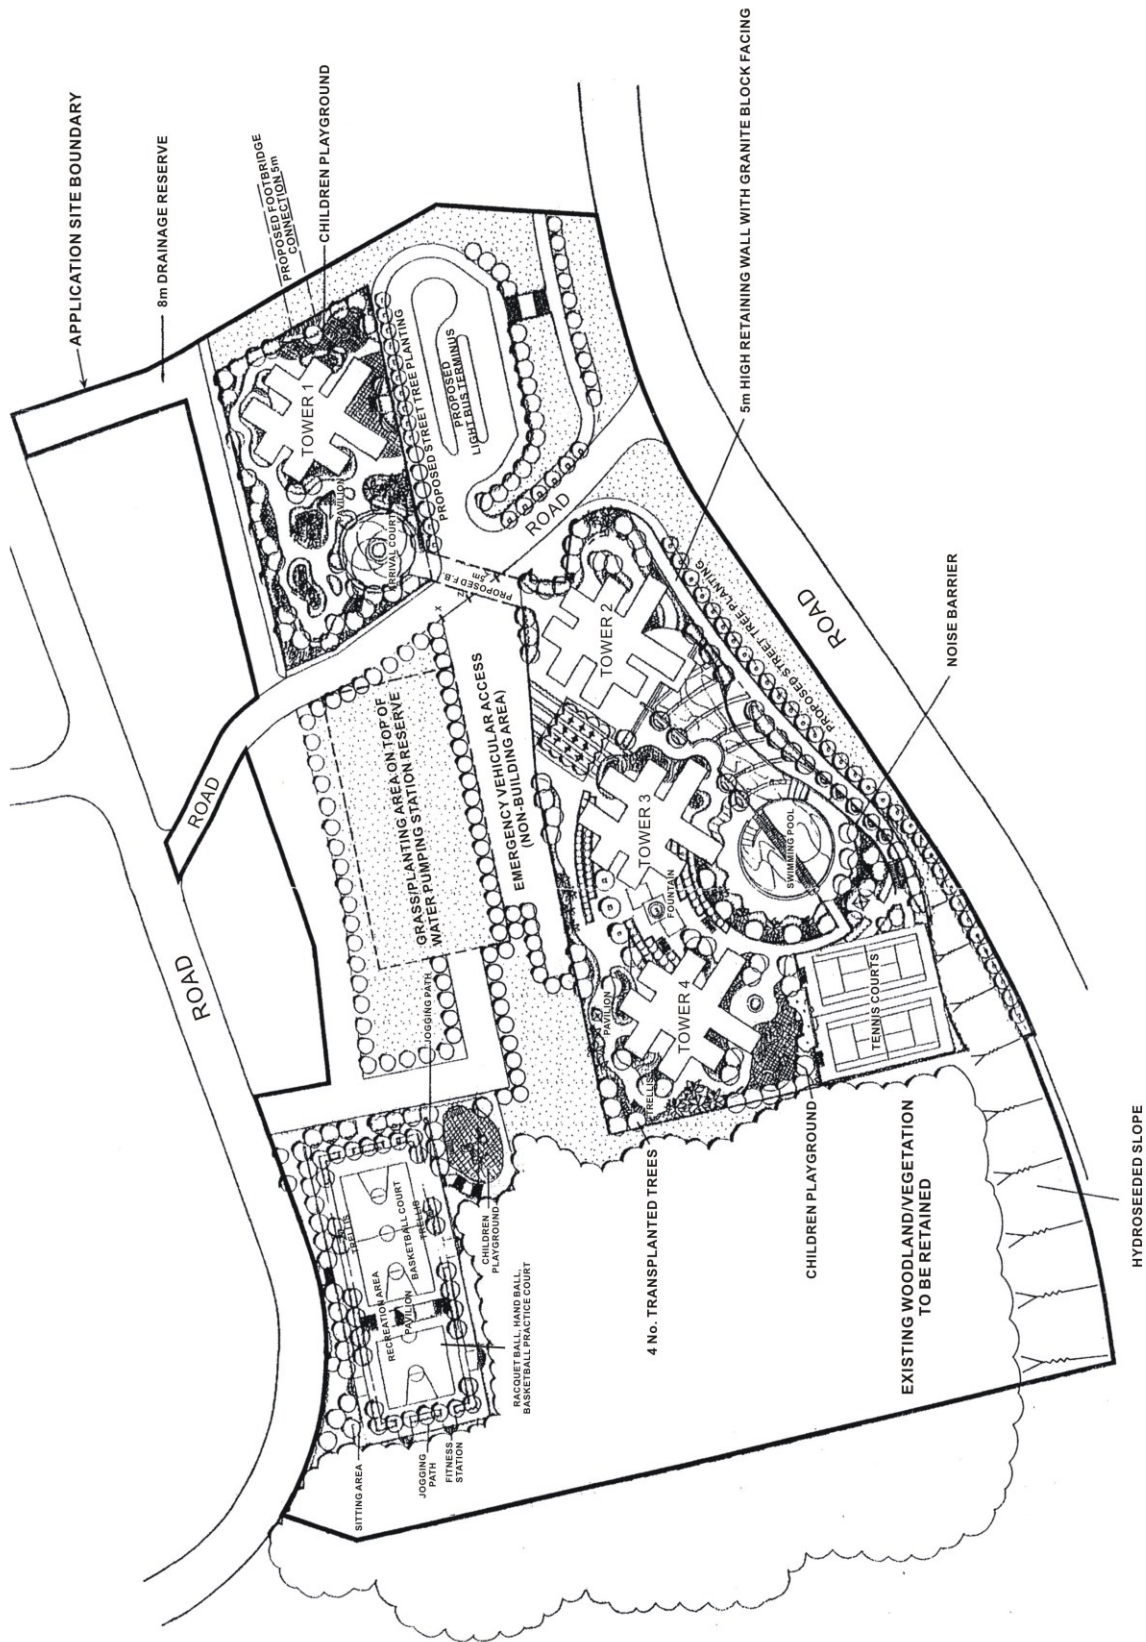 APPLICATION SITE BOUNDARY
8m DRAINAGE RESERVE
PROPOSED FOOTBRIDGE
CONNECTION 5m
CHILDREN PLAYGROUND
5m HIGH RETAINING WALL WITH GRANITE BLOCK FACING
TOWER 1
PAVILION
ARRIVAL COURT
PROPOSED STREET TREE PLANTING
PROPOSED
LIGHT BUS TERMINUS
ROAD
PROPOSED F.B.
5m
ROAD
ROAD
GRASS/PLANTING AREA ON TOP OF
WATER PUMPING STATION RESERVE
EMERGENCY VEHICULAR ACCESS
(NON-BUILDING AREA)
TOWER 2
PROPOSED STREET TREE PLANTING
ROAD
NOISE BARRIER
TOWER 3
SWIMMING POOL
FOUNTAIN
JOGGING PATH
PAVILION
TOWER 4
TRELLIS
TENNIS COURTS
TRELLIS
RECREATION AREA
PAVILION
BASKETBALL COURT
TRELLIS
CHILDREN
PLAYGROUND
RACQUET BALL, HAND BALL,
BASKETBALL PRACTICE COURT
4 No. TRANSPLANTED TREES
CHILDREN PLAYGROUND
EXISTING WOODLAND/VEGETATION
TO BE RETAINED
HYDROSEEDED SLOPE
SITTING AREA
JOGGING
PATH
FITNESS
STATION